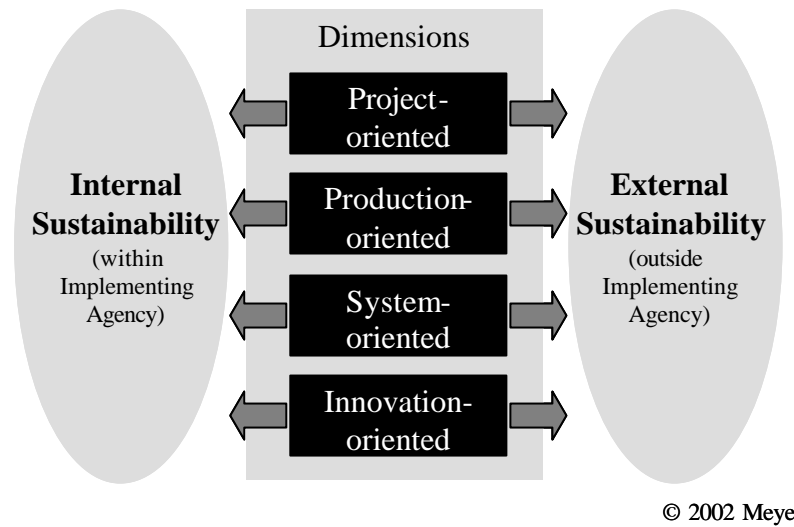 Dimensions
Project-
oriented
Production-
oriented
System-
oriented
Innovation-
oriented
Internal
Sustainability
(within
Implementing
Agency)
External
Sustainability
(outside
Implementing
Agency)
© 2002 Meye